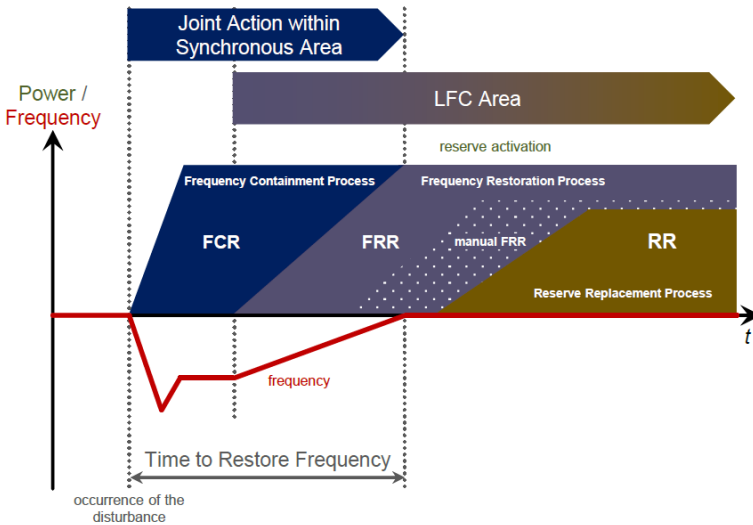 Joint Action within
Synchronous Area
Power /
Frequency
LFC Area
reserve activation
Frequency Containment Process
Frequency Restoration Process
FCR
FRR
manual FRR
RR
Reserve Replacement Process
t
frequency
Time to Restore Frequency
occurrence of the
disturbance